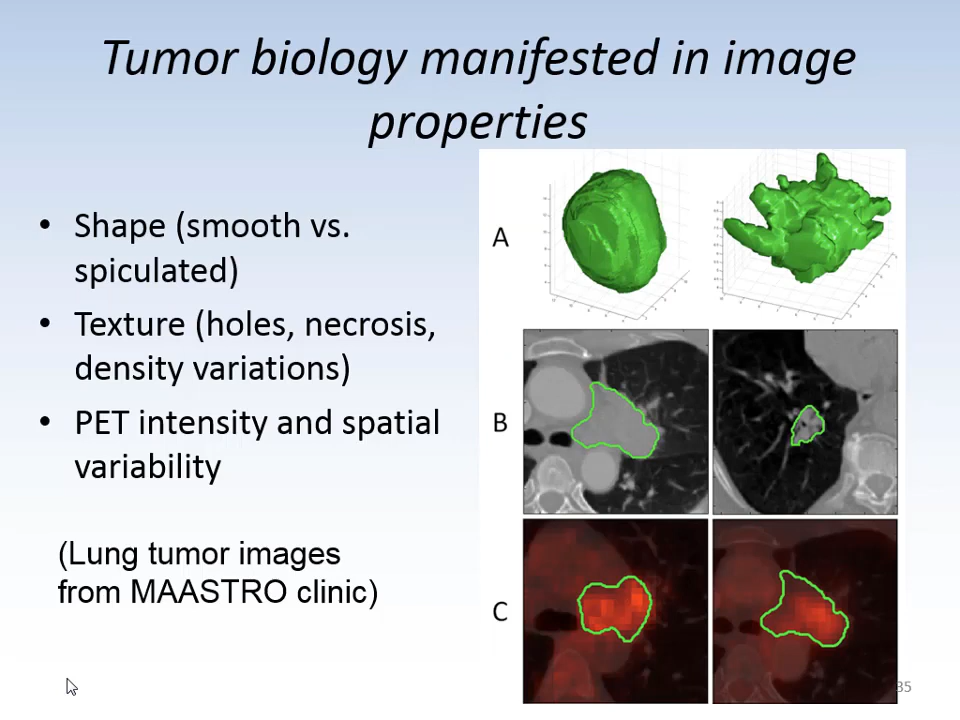 Tumor biology manifested in image
properties
• Shape (smooth vs.
spiculated)
• Texture (holes, necrosis,
density variations)
• PET intensity and spatial
variability
(Lung tumor images
from MAASTRO clinic)
A
B
C
35